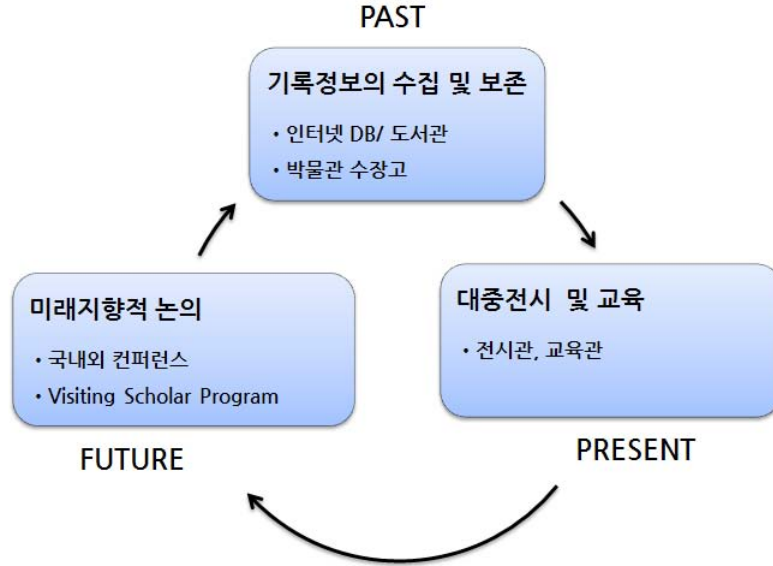 PAST
기록정보의 수집 및 보존
• 인터넷 DB/ 도서관
• 박물관 수장고
대중전시 및 교육
• 전시관, 교육관
PRESENT
미래지향적 논의
• 국내외 컨퍼런스
• Visiting Scholar Program
FUTURE